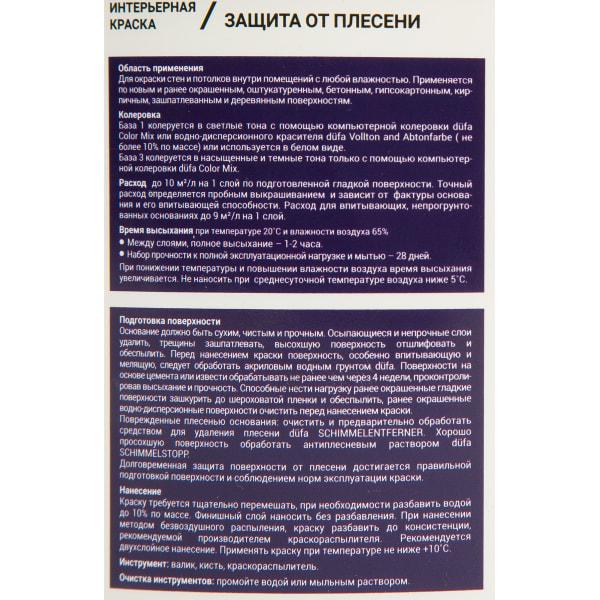 ИНТЕРЬЕРНАЯ
КРАСКА
/ ЗАЩИТА ОТ ПЛЕСЕНИ
Область применения
Для окраски стен и потолков внутри помещений с любой влажностью. Применяется
по новым и ранее окрашенным, оштукатуренным, бетонным, гипсокартонным, кир-
пичным, зашпатлеванным и деревянным поверхностям.
Колеровка
База 1 колеруется в светлые тона с помощью компьютерной колеровки düfa
Color Mix или водно-дисперсионного красителя düfa Vollton and Abtonfarbe ( не
более 10% по массе) или используется в белом виде.
База 3 колеруется в насыщенные и темные тона только с помощью компьютер-
ной колеровки düfa Color Mix.
Расход до 10 м²/л на 1 слой по подготовленной гладкой поверхности. Точный
расход определяется пробным выкрашиванием и зависит от фактуры основа-
ния и его впитывающей способности. Расход для впитывающих, непрогрунто-
ванных основаниях до 9 м²/л на 1 слой.
Время высыхания при температуре 20°С и влажности воздуха 65%
● Между слоями, полное высыхание – 1-2 часа.
● Набор прочности к полной эксплуатационной нагрузке и мытью – 28 дней.
При понижении температуры и повышении влажности воздуха время высыхания
увеличивается. Не наносить при среднесуточной температуре воздуха ниже 5°С.
Подготовка поверхности
Основание должно быть сухим, чистым и прочным. Осыпающиеся и непрочные слои
удалить, трещины зашпатлевать, высохшую поверхность отшлифовать и
обеспылить. Перед нанесением краски поверхность, особенно впитывающую и
мелящую, следует обработать акриловым водным грунтом düfa. Поверхности на
основе цемента или извести обрабатывать не ранее чем через 4 недели, проконтроли-
ровав высыхание и прочность. Способные нести нагрузку ранее окрашенные гладкие
поверхности зашкурить до шероховатой пленки и обеспылить, ранее окрашенные
водно-дисперсионные поверхности очистить перед нанесением краски.
Поврежденные плесенью основания: очистить и предварительно обработать
средством для удаления плесени düfa SCHIMMELENTFERNER. Хорошо
просохшую поверхность обработать антиплесневым раствором düfa
SCHIMMELSTOPP.
Долговременная защита поверхности от плесени достигается правильной
подготовкой поверхности и соблюдением норм эксплуатации краски.
Нанесение
Краску требуется тщательно перемешать, при необходимости разбавить водой
до 10% по массе. Финишный слой наносить без разбавления. При нанесении
методом безвоздушного распыления, краску разбавить до консистенции,
рекомендуемой производителем краскораспылителя. Рекомендуется
двухслойное нанесение. Применять краску при температуре не ниже +10°С.
Инструмент: валик, кисть, краскораспылитель.
Очистка инструментов: промойте водой или мыльным раствором.